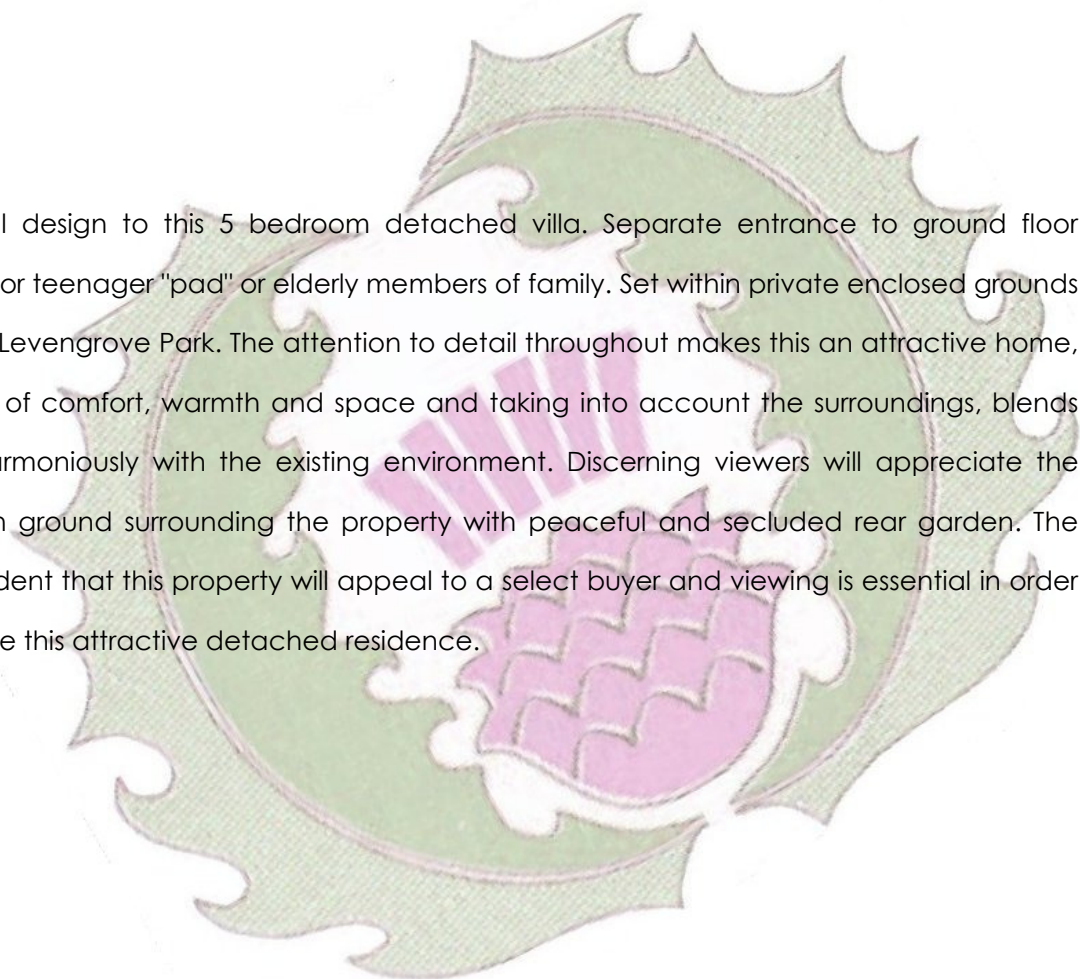 l design to this 5 bedroom detached villa. Separate entrance to ground floor
or teenager "pad" or elderly members of family. Set within private enclosed grounds
Levengrove Park. The attention to detail throughout makes this an attractive home,
of comfort, warmth and space and taking into account the surroundings, blends
armoniously with the existing environment. Discerning viewers will appreciate the
n ground surrounding the property with peaceful and secluded rear garden. The
dent that this property will appeal to a select buyer and viewing is essential in order
e this attractive detached residence.